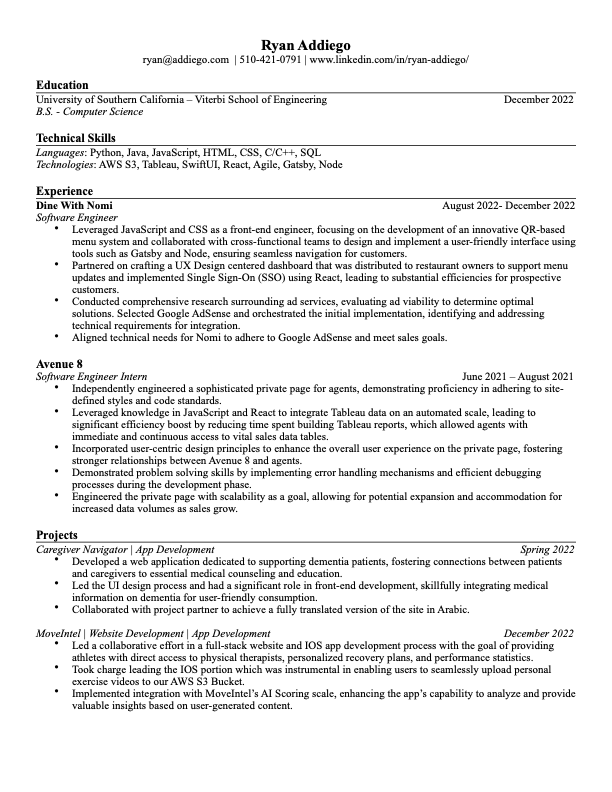 Ryan Addiego
ryan@addiego.com | 510-421-0791 | www.linkedin.com/in/ryan-addiego/
Education
University of Southern California – Viterbi School of Engineering December 2022
B.S. - Computer Science
Technical Skills
Languages: Python, Java, JavaScript, HTML, CSS, C/C++, SQL
Technologies: AWS S3, Tableau, SwiftUI, React, Agile, Gatsby, Node
Experience
Dine With Nomi August 2022- December 2022
Software Engineer
• Leveraged JavaScript and CSS as a front-end engineer, focusing on the development of an innovative QR-based
menu system and collaborated with cross-functional teams to design and implement a user-friendly interface using
tools such as Gatsby and Node, ensuring seamless navigation for customers.
• Partnered on crafting a UX Design centered dashboard that was distributed to restaurant owners to support menu
updates and implemented Single Sign-On (SSO) using React, leading to substantial efficiencies for prospective
customers.
• Conducted comprehensive research surrounding ad services, evaluating ad viability to determine optimal
solutions. Selected Google AdSense and orchestrated the initial implementation, identifying and addressing
technical requirements for integration.
• Aligned technical needs for Nomi to adhere to Google AdSense and meet sales goals.
Avenue 8
Software Engineer Intern June 2021 – August 2021
• Independently engineered a sophisticated private page for agents, demonstrating proficiency in adhering to site-
defined styles and code standards.
• Leveraged knowledge in JavaScript and React to integrate Tableau data on an automated scale, leading to
significant efficiency boost by reducing time spent building Tableau reports, which allowed agents with
immediate and continuous access to vital sales data tables.
• Incorporated user-centric design principles to enhance the overall user experience on the private page, fostering
stronger relationships between Avenue 8 and agents.
• Demonstrated problem solving skills by implementing error handling mechanisms and efficient debugging
processes during the development phase.
• Engineered the private page with scalability as a goal, allowing for potential expansion and accommodation for
increased data volumes as sales grow.
Projects
Caregiver Navigator | App Development Spring 2022
• Developed a web application dedicated to supporting dementia patients, fostering connections between patients
and caregivers to essential medical counseling and education.
• Led the UI design process and had a significant role in front-end development, skillfully integrating medical
information on dementia for user-friendly consumption.
• Collaborated with project partner to achieve a fully translated version of the site in Arabic.
MoveIntel | Website Development | App Development December 2022
• Led a collaborative effort in a full-stack website and IOS app development process with the goal of providing
athletes with direct access to physical therapists, personalized recovery plans, and performance statistics.
• Took charge leading the IOS portion which was instrumental in enabling users to seamlessly upload personal
exercise videos to our AWS S3 Bucket.
• Implemented integration with MoveIntel's AI Scoring scale, enhancing the app's capability to analyze and provide
valuable insights based on user-generated content.